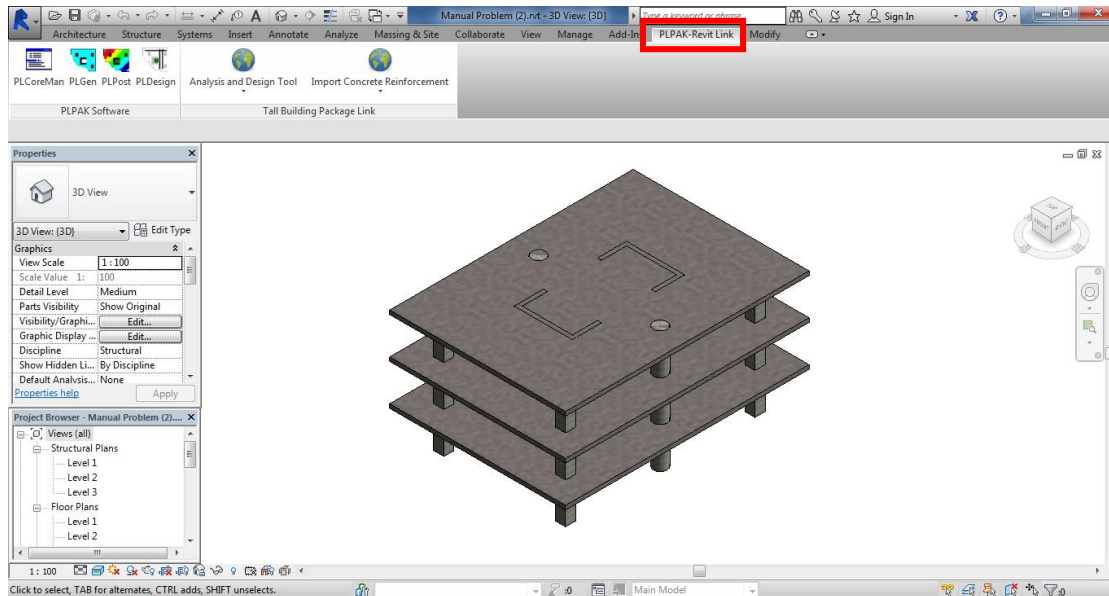 Manual Problem (2).rvt - 3D View: {3D}
Type a keyword or phrase
Sign In
Architecture Structure Systems Insert Annotate Analyze Massing & Site Collaborate View Manage Add-Ins PLPAK-Revit Link Modify
PLCoreMan PLGen PLPost PLDesign Analysis and Design Tool Import Concrete Reinforcement
PLPAK Software Tall Building Package Link
Properties
3D View
3D View: {3D} Edit Type
Graphics
View Scale 1 : 100
Scale Value 1: 100
Detail Level Medium
Parts Visibility Show Original
Visibility/Graphi... Edit...
Graphic Display ... Edit...
Discipline Structural
Show Hidden Li... By Discipline
Default Analysis... None
Properties help Apply
Project Browser - Manual Problem (2)....
Views (all)
Structural Plans
Level 1
Level 2
Level 3
Floor Plans
Level 1
Level 2
1 : 100
Click to select, TAB for alternates, CTRL adds, SHIFT unselects.
:0
Main Model
:0